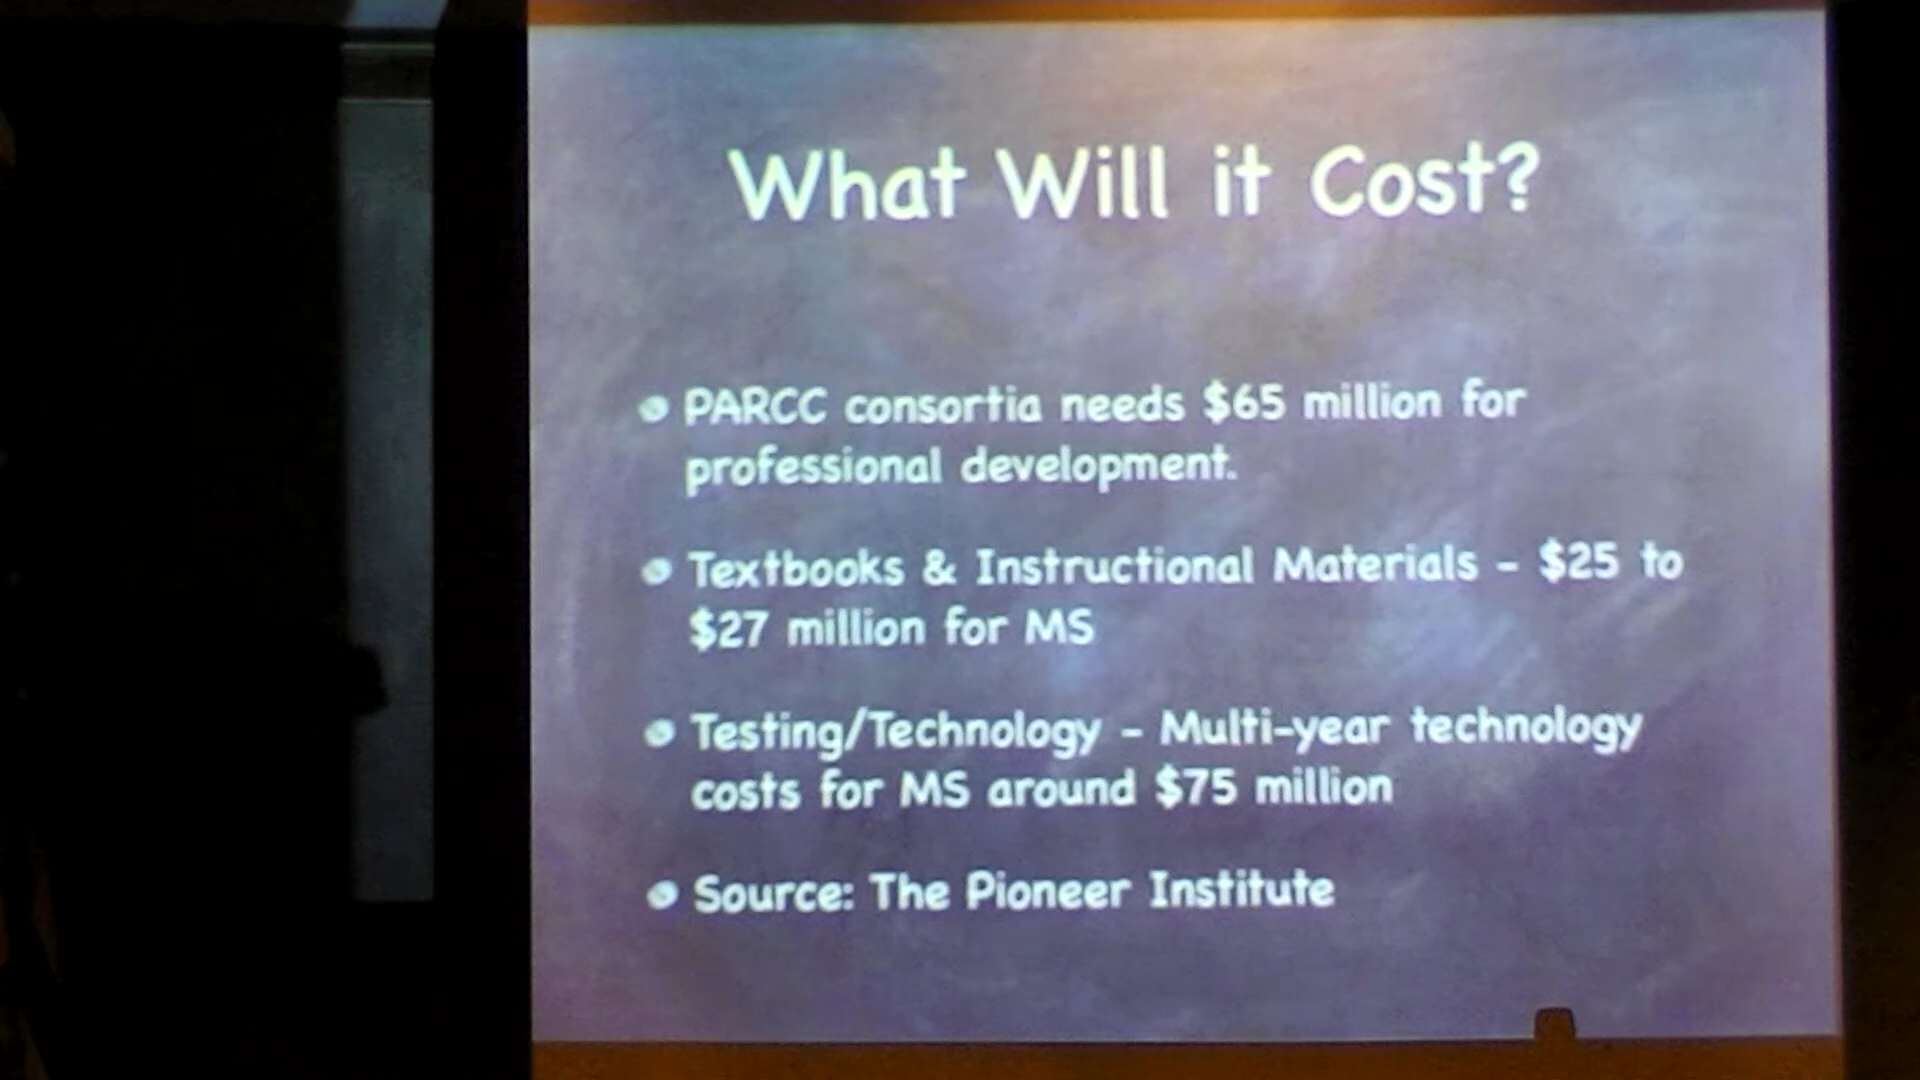 What Will it Cost?
PARCC consortia needs $65 million for
professional development.
Textbooks & Instructional Materials - $25 to
$27 million for MS
Testing/Technology - Multi-year technology
costs for MS around $75 million
Source: The Pioneer Institute